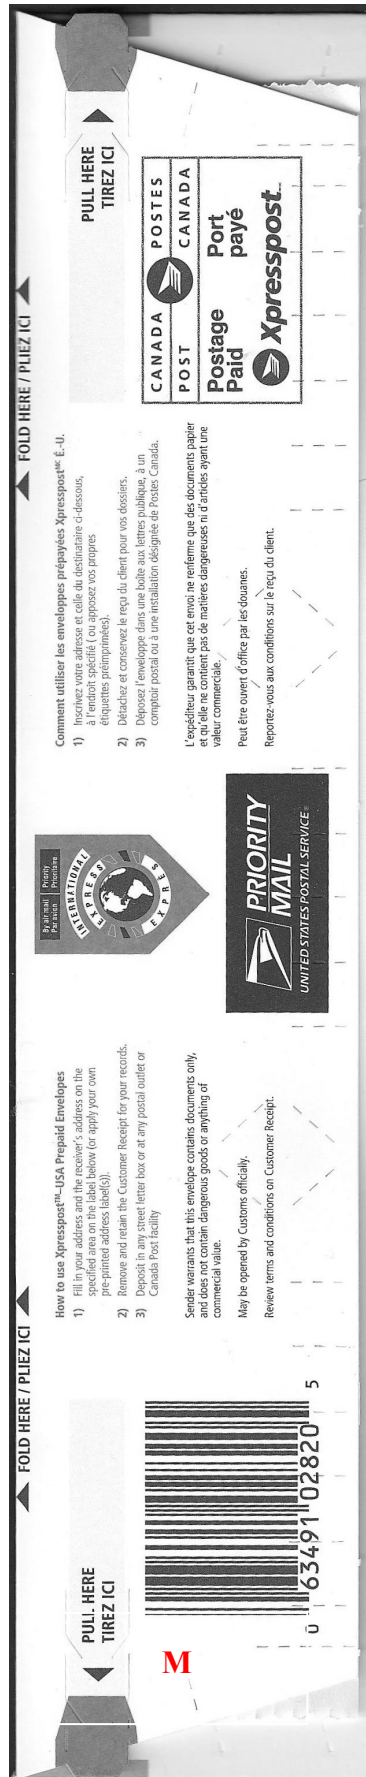 FOLD HERE / PLIEZ ICI
FOLD HERE / PLIEZ ICI
PULL HERE
TIREZ ICI
M
0 63491 02820 5
How to use Xpresspost™–USA Prepaid Envelopes
1) Fill in your address and the receiver's address on the
specified area on the label below (or apply your own
pre-printed address label(s)).
2) Remove and retain the Customer Receipt for your records.
3) Deposit in any street letter box or at any postal outlet or
Canada Post facility
Sender warrants that this envelope contains documents only,
and does not contain dangerous goods or anything of
commercial value.
May be opened by Customs officially.
Review terms and conditions on Customer Receipt.
By air mail
Par avion
Priority
Prioritaire
INTERNATIONAL
EXPRESS
EXPRES
PRIORITY
MAIL
UNITED STATES POSTAL SERVICE®
Comment utiliser les enveloppes prépayées Xpresspostᴹᴷ É.-U.
1) Inscrivez votre adresse et celle du destinataire ci-dessous,
à l'endroit spécifié ( ou apposez vos propres
étiquettes préimprimées).
2) Détachez et conservez le reçu du client pour vos dossiers.
3) Déposez l'enveloppe dans une boîte aux lettres publique, à un
comptoir postal ou à une installation désignée de Postes Canada.
L'expéditeur garantit que cet envoi ne renferme que des documents papier
et qu'elle ne contient pas de matières dangereuses ni d'articles ayant une
valeur commerciale.
Peut être ouvert d'office par les douanes.
Reportez-vous aux conditions sur le reçu du client.
PULL HERE
TIREZ ICI
CANADA POSTES
POST CANADA
Postage Port
Paid payé
Xpresspost